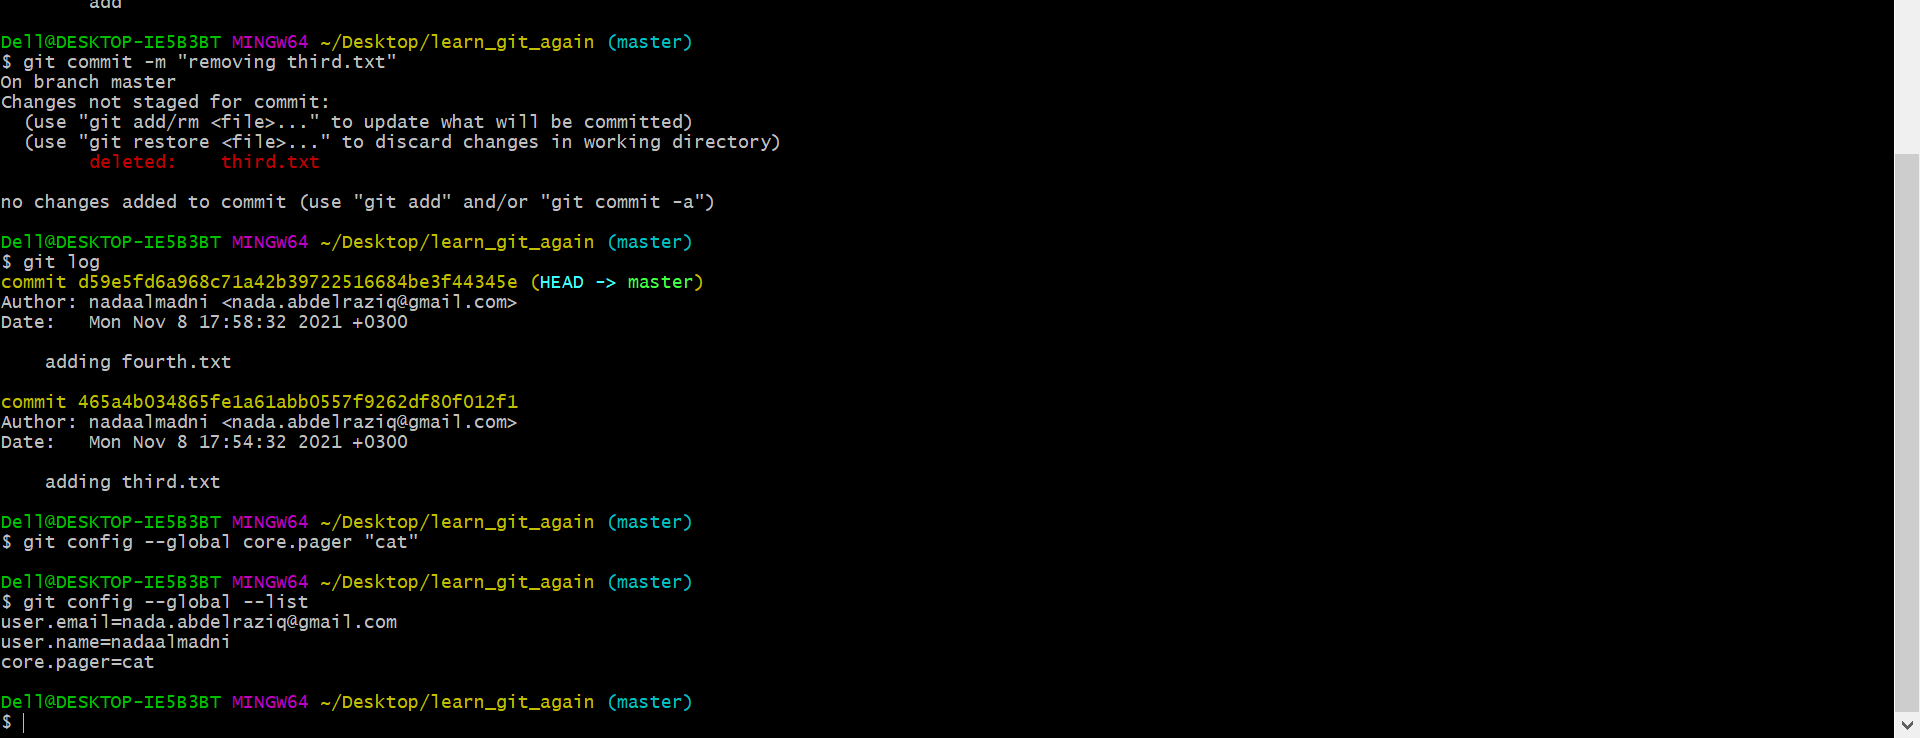 add
Dell@DESKTOP-IE5B3BT MINGW64 ~/Desktop/learn_git_again (master)
$ git commit -m "removing third.txt"
On branch master
Changes not staged for commit:
  (use "git add/rm <file>..." to update what will be committed)
  (use "git restore <file>..." to discard changes in working directory)
        deleted:    third.txt
no changes added to commit (use "git add" and/or "git commit -a")
Dell@DESKTOP-IE5B3BT MINGW64 ~/Desktop/learn_git_again (master)
$ git log
commit d59e5fd6a968c71a42b39722516684be3f44345e (HEAD -> master)
Author: nadaalmadni <nada.abdelraziq@gmail.com>
Date:   Mon Nov 8 17:58:32 2021 +0300
    adding fourth.txt
commit 465a4b034865fe1a61abb0557f9262df80f012f1
Author: nadaalmadni <nada.abdelraziq@gmail.com>
Date:   Mon Nov 8 17:54:32 2021 +0300
    adding third.txt
Dell@DESKTOP-IE5B3BT MINGW64 ~/Desktop/learn_git_again (master)
$ git config --global core.pager "cat"
Dell@DESKTOP-IE5B3BT MINGW64 ~/Desktop/learn_git_again (master)
$ git config --global --list
user.email=nada.abdelraziq@gmail.com
user.name=nadaalmadni
core.pager=cat
Dell@DESKTOP-IE5B3BT MINGW64 ~/Desktop/learn_git_again (master)
$